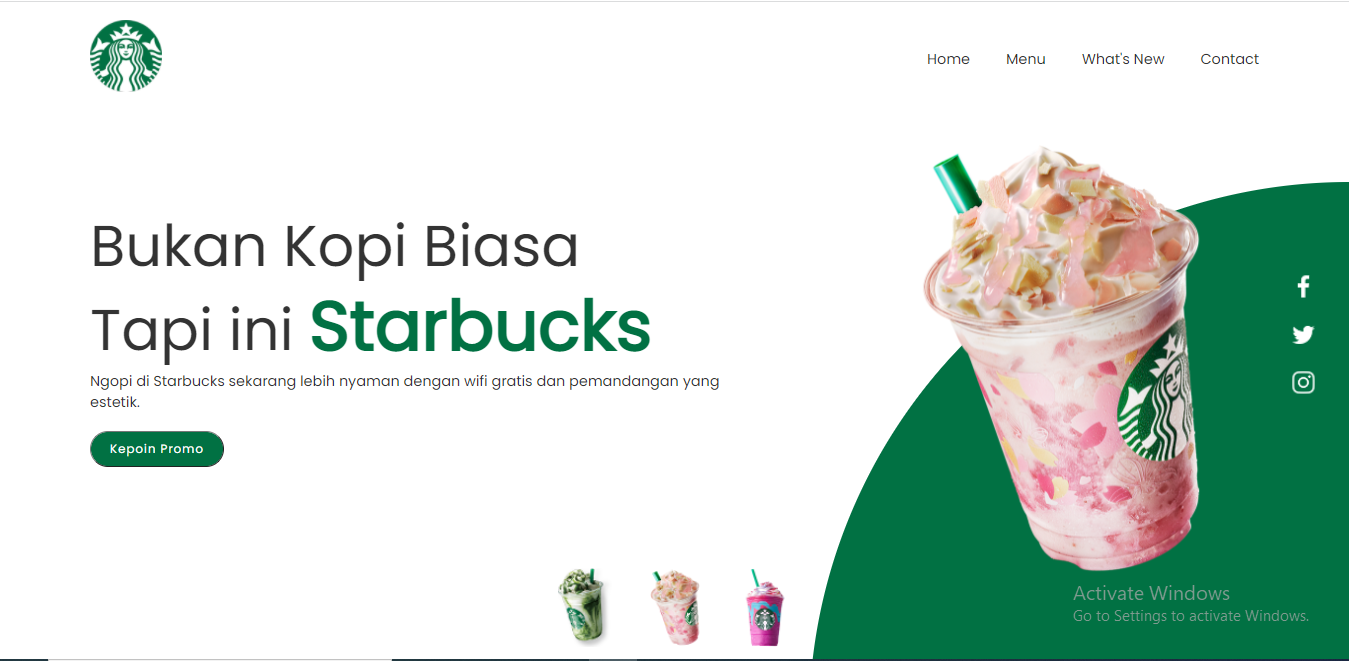 Home Menu What's New Contact
Bukan Kopi Biasa
Tapi ini Starbucks
Ngopi di Starbucks sekarang lebih nyaman dengan wifi gratis dan pemandangan yang
estetik.
Kepoin Promo
Activate Windows
Go to Settings to activate Windows.